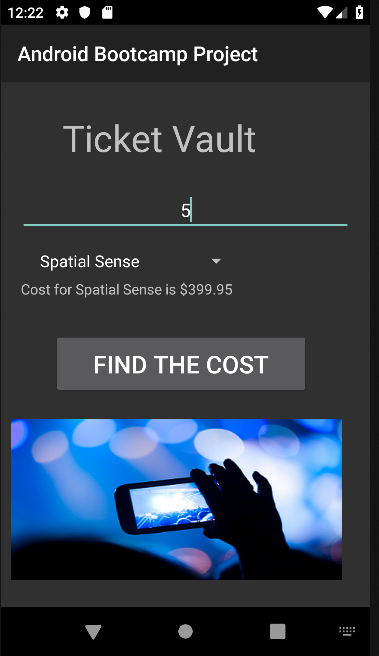 12:22
Android Bootcamp Project
Ticket Vault
5
Spatial Sense
Cost for Spatial Sense is $399.95
FIND THE COST